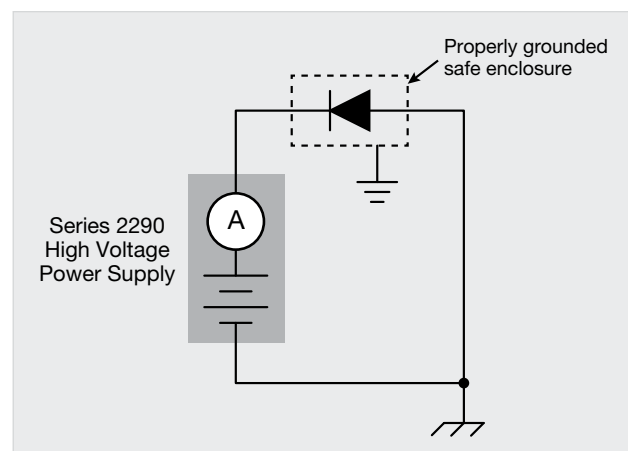 Properly grounded
safe enclosure
A
Series 2290
High Voltage
Power Supply